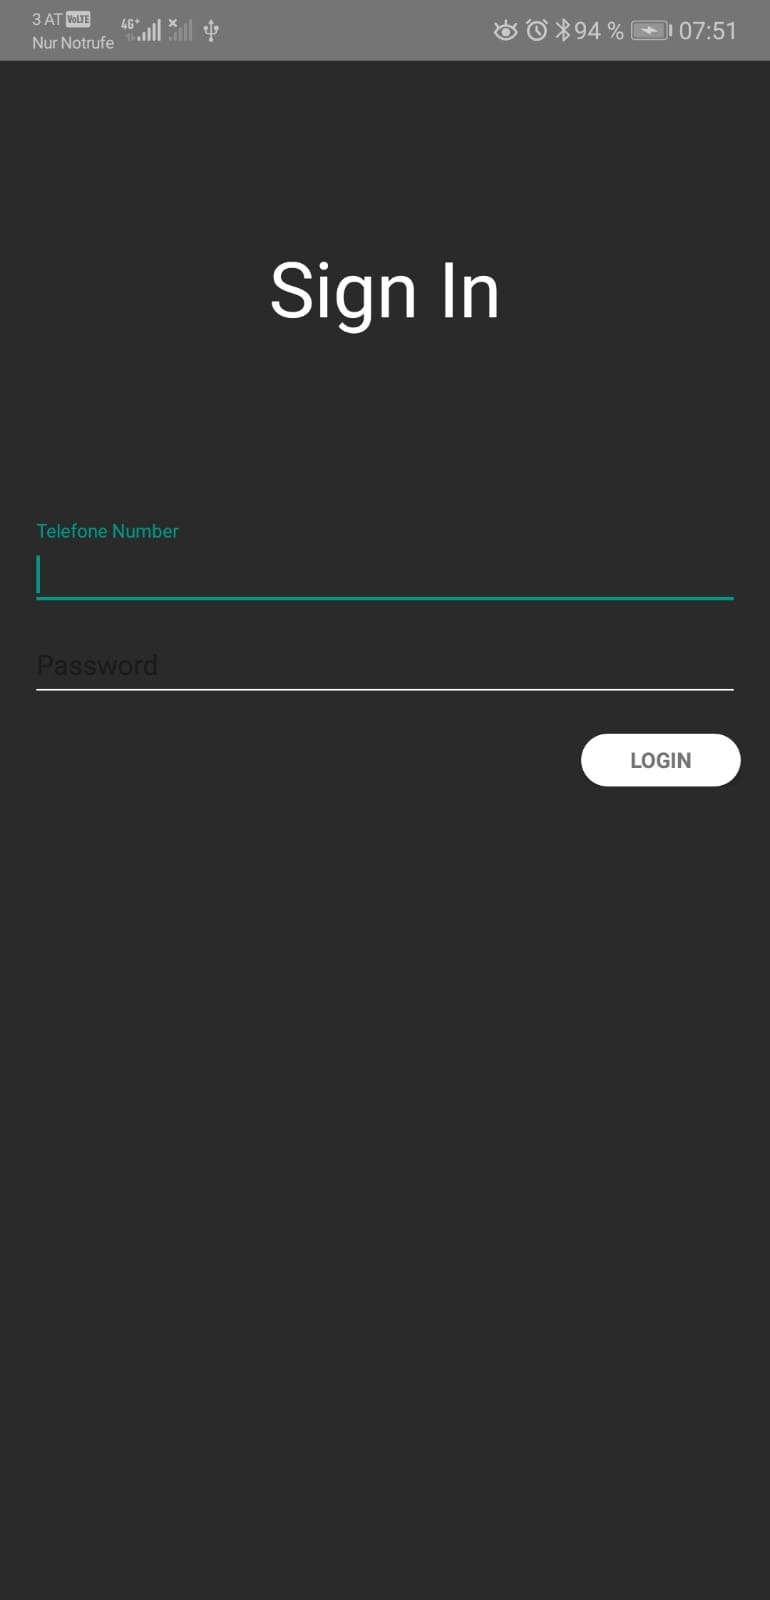 3 AT VoLTE
Nur Notrufe
4G+
94 %
07:51
Sign In
Telefone Number
Password
LOGIN